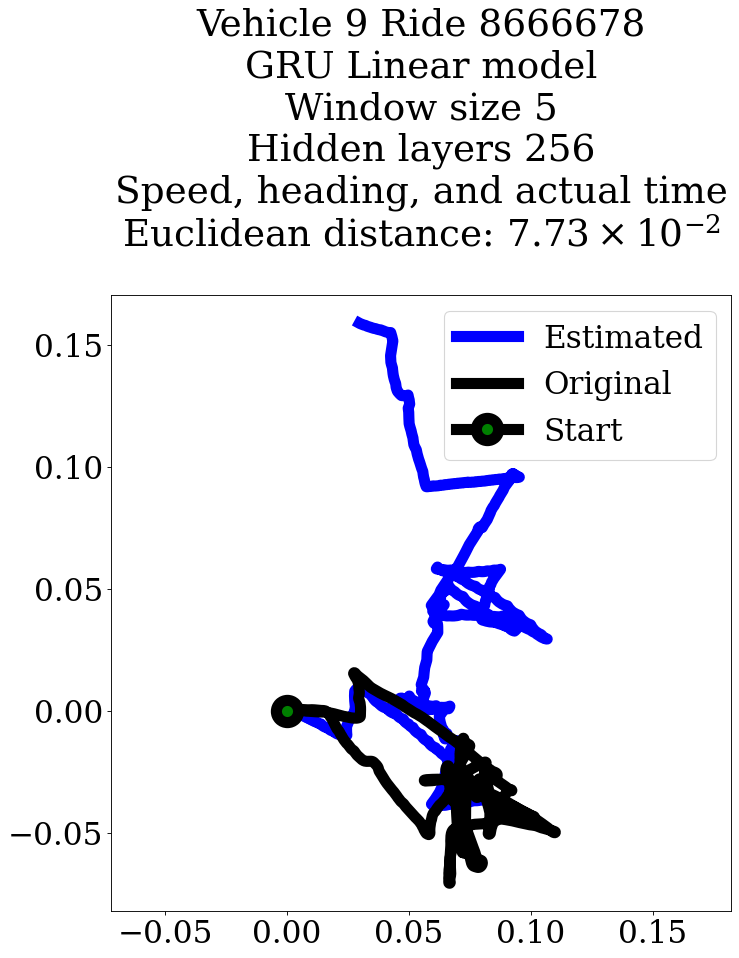 Vehicle 9 Ride 8666678
GRU Linear model
Window size 5
Hidden layers 256
Speed, heading, and actual time
Euclidean distance: 7.73 × 10⁻²
Estimated
Original
Start
0.15
0.10
0.05
0.00
−0.05
−0.05 0.00 0.05 0.10 0.15